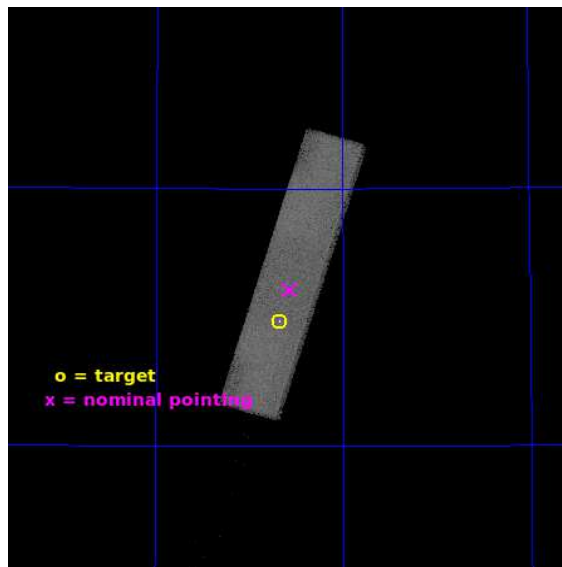 o = target
x = nominal pointing